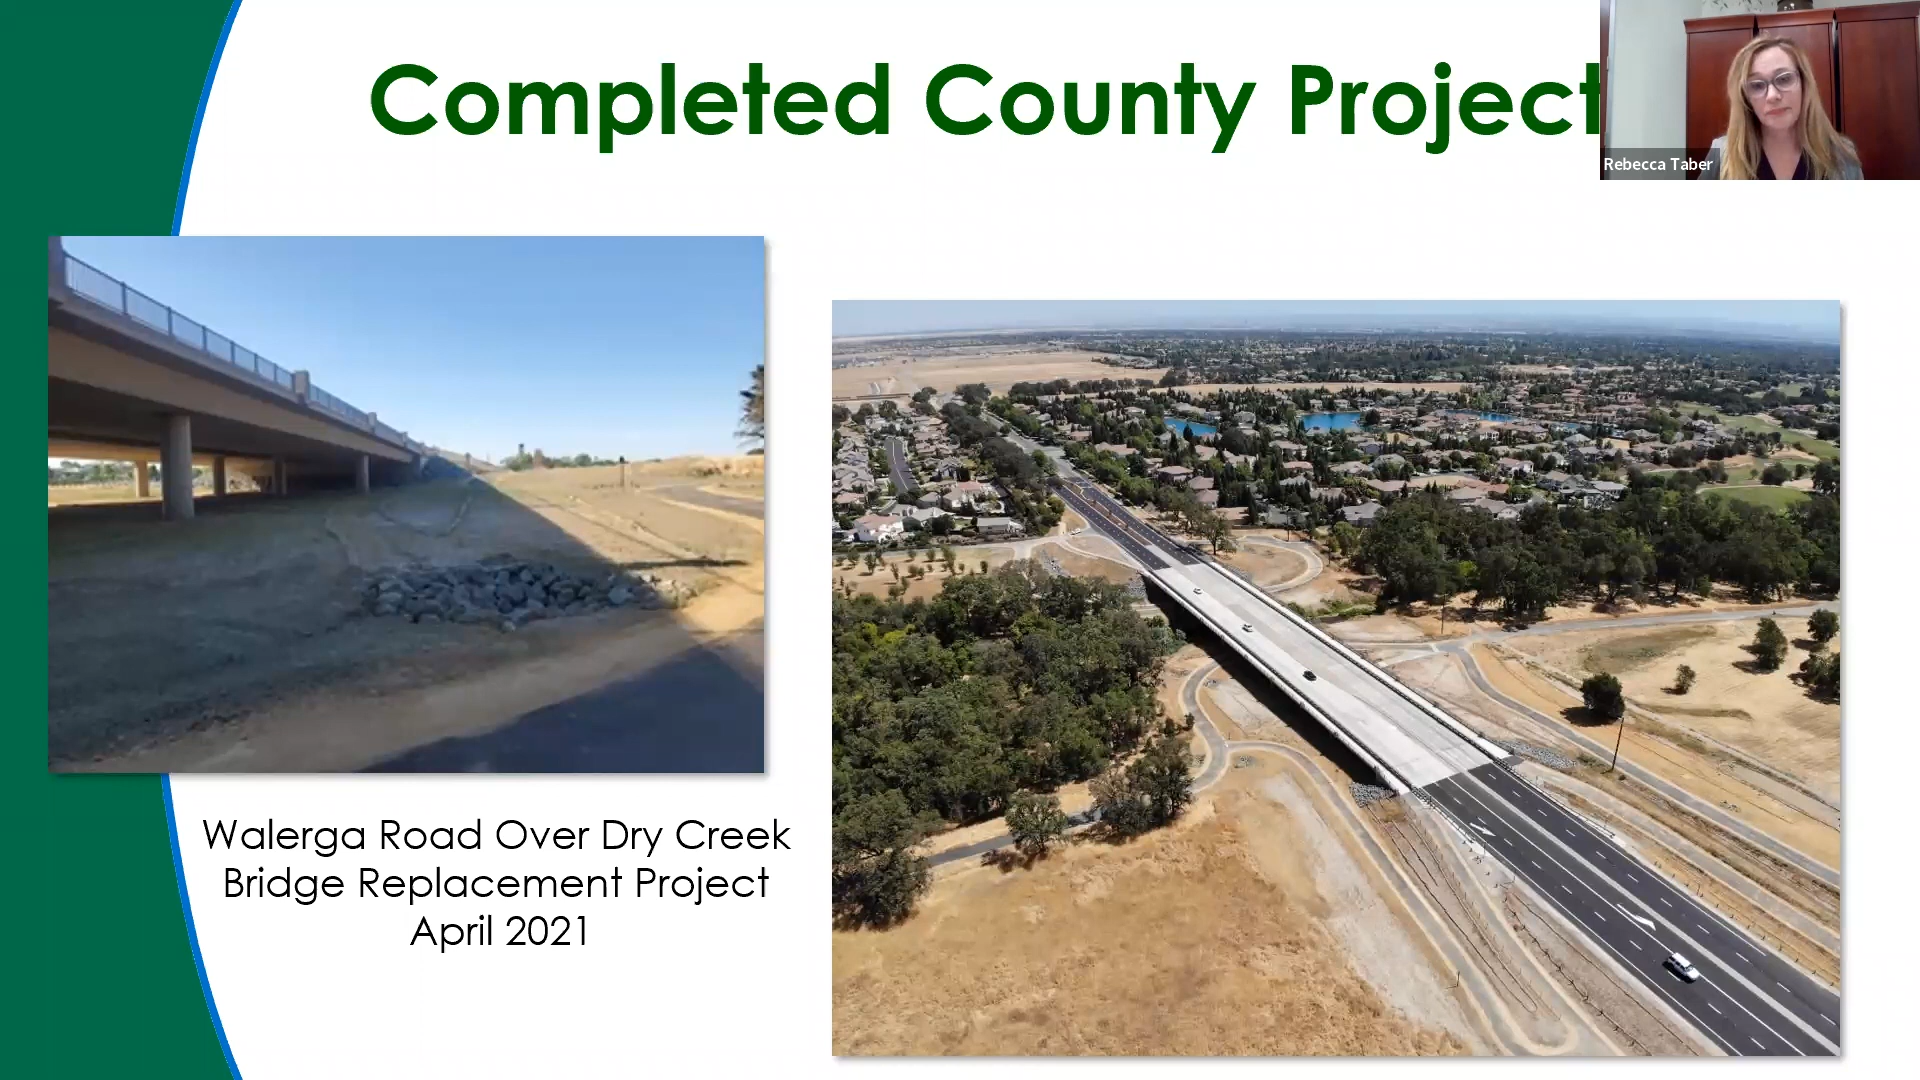 Completed County Project
Rebecca Taber
Walerga Road Over Dry Creek
Bridge Replacement Project
April 2021